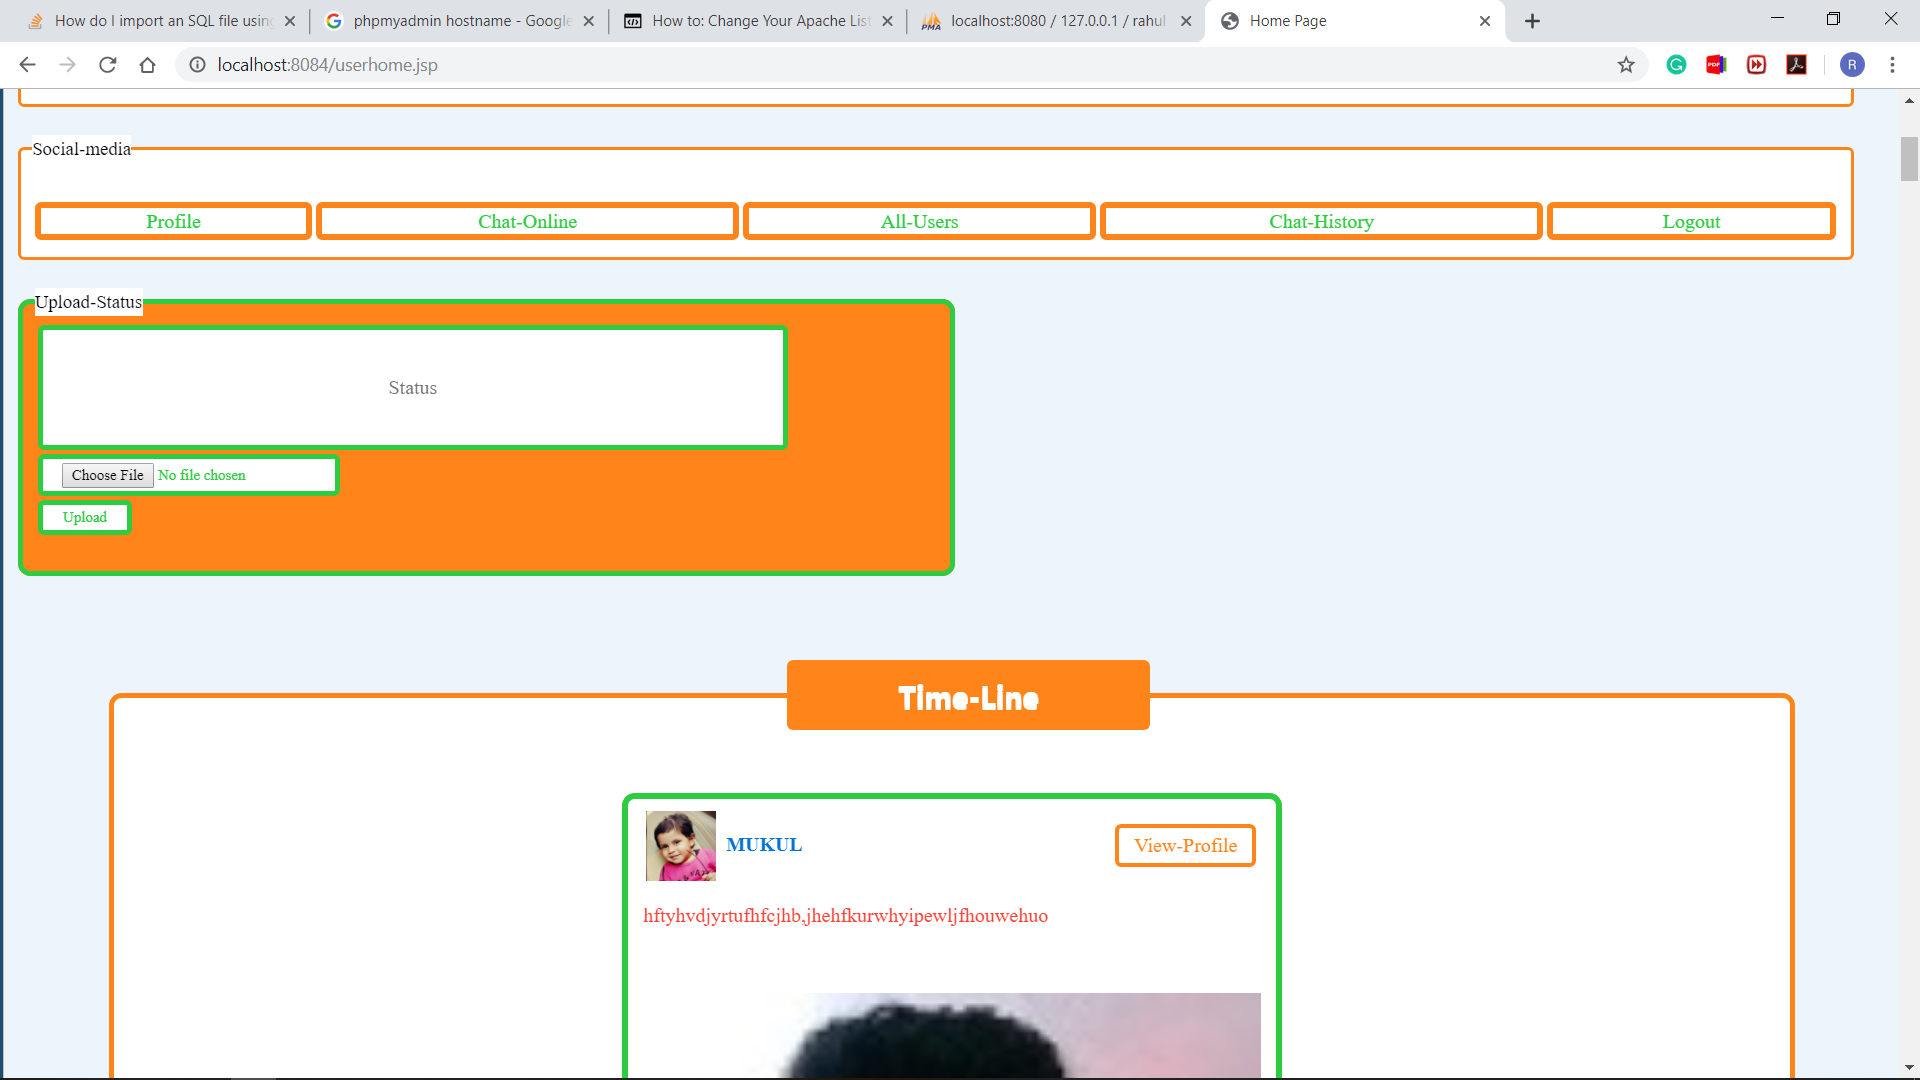 How do I import an SQL file using
phpmyadmin hostname - Google
How to: Change Your Apache List
localhost:8080 / 127.0.0.1 / rahul
Home Page
localhost:8084/userhome.jsp
R
Social-media
Profile
Chat-Online
All-Users
Chat-History
Logout
Upload-Status
Status
Choose File No file chosen
Upload
Time-Line
MUKUL
View-Profile
hftyhvdjyrtufhfcjhb,jhehfkurwhyipewljfhouwehuo